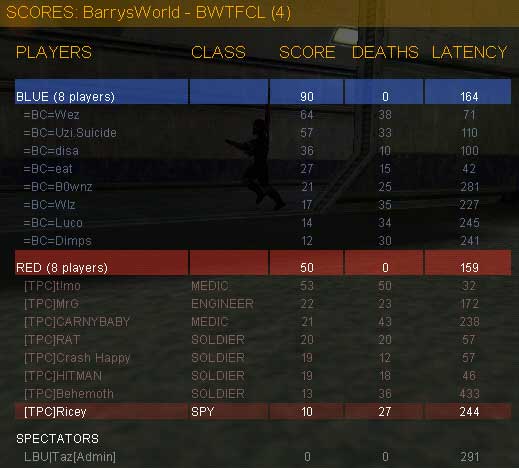 SCORES: BarrysWorld - BWTFCL (4)
PLAYERS CLASS SCORE DEATHS LATENCY
BLUE (8 players) 90 0 164
=BC=Wez 64 38 71
=BC=Uzi.Suicide 57 33 110
=BC=disa 36 10 100
=BC=eat 27 15 42
=BC=B0wnz 21 25 281
=BC=Wlz 17 35 227
=BC=Luco 14 34 245
=BC=Dimps 12 30 241
RED (8 players) 50 0 159
[TPC]t!mo MEDIC 53 50 32
[TPC]MrG ENGINEER 22 23 172
[TPC]CARNYBABY MEDIC 21 43 238
[TPC]RAT SOLDIER 20 20 57
[TPC]Crash Happy SOLDIER 19 12 57
[TPC]HITMAN SOLDIER 19 18 46
[TPC]Behemoth SOLDIER 13 36 433
[TPC]Ricey SPY 10 27 244
SPECTATORS
LBU|Taz[Admin] 0 0 291